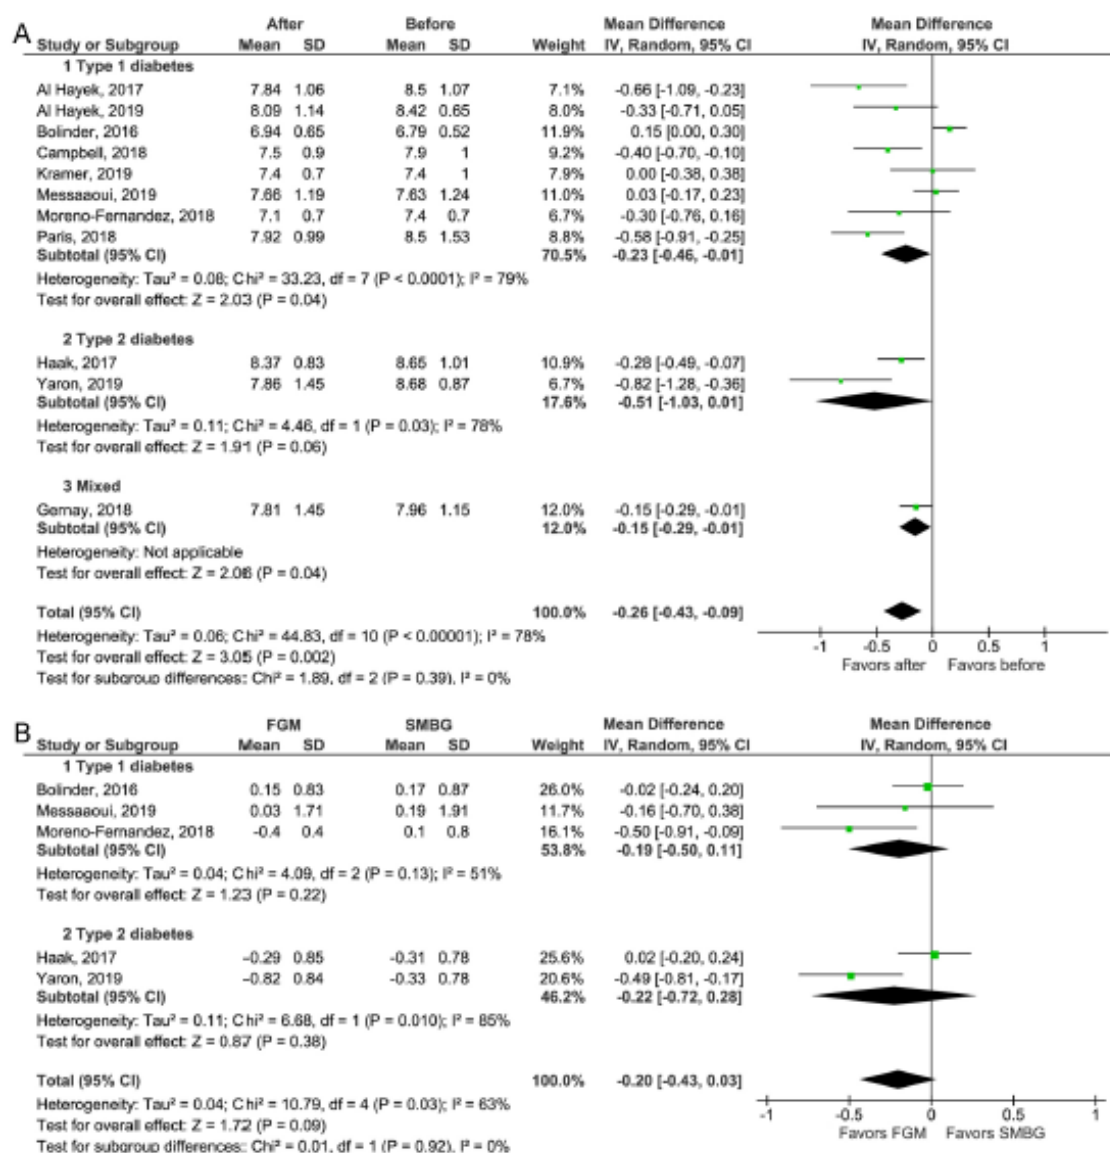 A
After Before Mean Difference Mean Difference
Study or Subgroup Mean SD Mean SD Weight IV, Random, 95% CI IV, Random, 95% CI
1 Type 1 diabetes
Al Hayek, 2017 7.84 1.06 8.5 1.07 7.1% -0.66 [-1.09, -0.23]
Al Hayek, 2019 8.09 1.14 8.42 0.65 8.0% -0.33 [-0.71, 0.05]
Bolinder, 2016 6.94 0.65 6.79 0.52 11.9% 0.15 [0.00, 0.30]
Campbell, 2018 7.5 0.9 7.9 1 9.2% -0.40 [-0.70, -0.10]
Kramer, 2019 7.4 0.7 7.4 1 7.9% 0.00 [-0.38, 0.38]
Messaaoui, 2019 7.66 1.19 7.63 1.24 11.0% 0.03 [-0.17, 0.23]
Moreno-Fernandez, 2018 7.1 0.7 7.4 0.7 6.7% -0.30 [-0.76, 0.16]
Paris, 2018 7.92 0.99 8.5 1.53 8.8% -0.58 [-0.91, -0.25]
Subtotal (95% CI) 70.5% -0.23 [-0.46, -0.01]
Heterogeneity: Tau² = 0.08; Chi² = 33.23, df = 7 (P < 0.0001); I² = 79%
Test for overall effect: Z = 2.03 (P = 0.04)
2 Type 2 diabetes
Haak, 2017 8.37 0.83 8.65 1.01 10.9% -0.28 [-0.49, -0.07]
Yaron, 2019 7.86 1.45 8.68 0.87 6.7% -0.82 [-1.28, -0.36]
Subtotal (95% CI) 17.6% -0.51 [-1.03, 0.01]
Heterogeneity: Tau² = 0.11; Chi² = 4.46, df = 1 (P = 0.03); I² = 78%
Test for overall effect: Z = 1.91 (P = 0.06)
3 Mixed
Gernay, 2018 7.81 1.45 7.96 1.15 12.0% -0.15 [-0.29, -0.01]
Subtotal (95% CI) 12.0% -0.15 [-0.29, -0.01]
Heterogeneity: Not applicable
Test for overall effect: Z = 2.06 (P = 0.04)
Total (95% CI) 100.0% -0.26 [-0.43, -0.09]
Heterogeneity: Tau² = 0.06; Chi² = 44.83, df = 10 (P < 0.00001); I² = 78%
Test for overall effect: Z = 3.05 (P = 0.002)
Test for subgroup differences: Chi² = 1.89, df = 2 (P = 0.39), I² = 0%
-1 -0.5 0 0.5 1
Favors after Favors before
B
FGM SMBG Mean Difference Mean Difference
Study or Subgroup Mean SD Mean SD Weight IV, Random, 95% CI IV, Random, 95% CI
1 Type 1 diabetes
Bolinder, 2016 0.15 0.83 0.17 0.87 26.0% -0.02 [-0.24, 0.20]
Messaaoui, 2019 0.03 1.71 0.19 1.91 11.7% -0.16 [-0.70, 0.38]
Moreno-Fernandez, 2018 -0.4 0.4 0.1 0.8 16.1% -0.50 [-0.91, -0.09]
Subtotal (95% CI) 53.8% -0.19 [-0.50, 0.11]
Heterogeneity: Tau² = 0.04; Chi² = 4.09, df = 2 (P = 0.13); I² = 51%
Test for overall effect: Z = 1.23 (P = 0.22)
2 Type 2 diabetes
Haak, 2017 −0.29 0.85 −0.31 0.78 25.6% 0.02 [-0.20, 0.24]
Yaron, 2019 −0.82 0.84 −0.33 0.78 20.6% -0.49 [-0.81, -0.17]
Subtotal (95% CI) 46.2% -0.22 [-0.72, 0.28]
Heterogeneity: Tau² = 0.11; Chi² = 6.68, df = 1 (P = 0.010); I² = 85%
Test for overall effect: Z = 0.87 (P = 0.38)
Total (95% CI) 100.0% -0.20 [-0.43, 0.03]
Heterogeneity: Tau² = 0.04; Chi² = 10.79, df = 4 (P = 0.03); I² = 63%
Test for overall effect: Z = 1.72 (P = 0.09)
Test for subgroup differences: Chi² = 0.01, df = 1 (P = 0.92), I² = 0%
-1 -0.5 0 0.5 1
Favors FGM Favors SMBG